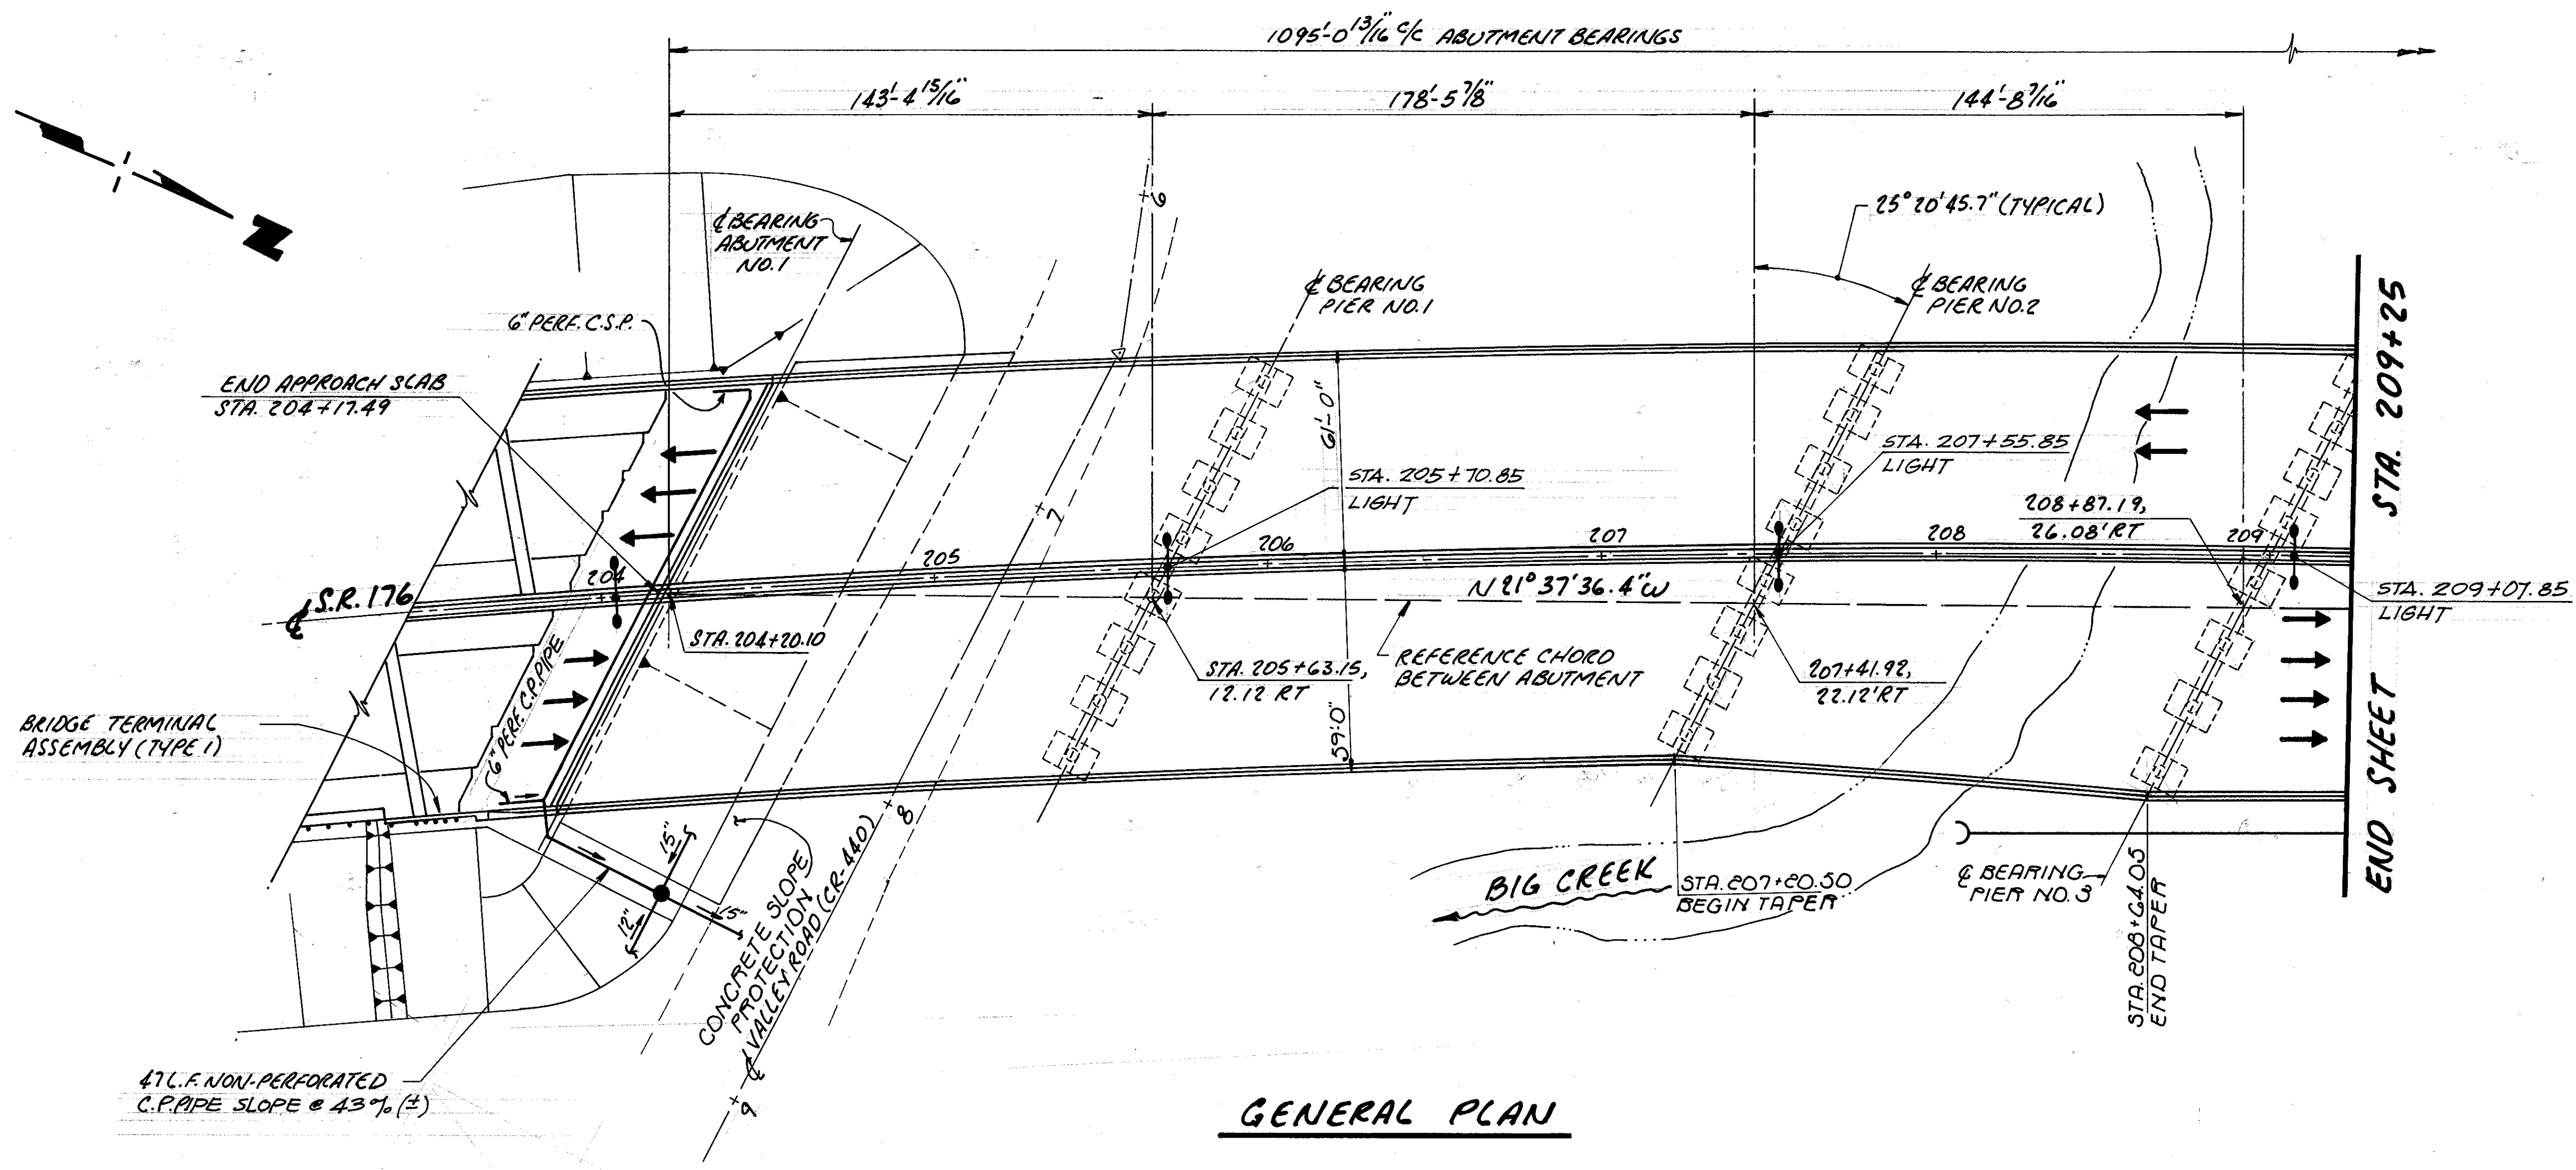 1095'-0 13/16" C/C ABUTMENT BEARINGS
143'-4 15/16"
178'-5 7/8"
144'-8 7/16"
N
℄ BEARING
ABUTMENT
NO. 1
6
25° 20' 45.7" (TYPICAL)
℄ BEARING
PIER NO. 1
℄ BEARING
PIER NO. 2
6" PERF. C.S.P.
END APPROACH SLAB
STA. 204+17.49
61'-0"
STA. 205+70.85
LIGHT
STA. 207+55.85
LIGHT
208+87.19,
26.08' RT
STA. 209+25
7
204
205
206
207
208
209
℄ S.R. 176
N 21° 37' 36.4" W
STA. 209+07.85
LIGHT
STA. 204+20.10
STA. 205+63.15,
12.12 RT
REFERENCE CHORD
BETWEEN ABUTMENT
207+41.92,
22.12' RT
BRIDGE TERMINAL
ASSEMBLY (TYPE 1)
6" PERF. C.P. PIPE
59'-0"
8
15"
12"
15"
CONCRETE SLOPE
PROTECTION
℄ VALLEY ROAD (CR-440)
9
BIG CREEK
STA. 207+20.50
BEGIN TAPER
℄ BEARING
PIER NO. 3
STA. 208+64.05
END TAPER
END SHEET
47 L.F. NON-PERFORATED
C.P. PIPE SLOPE @ 43% (±)
GENERAL PLAN